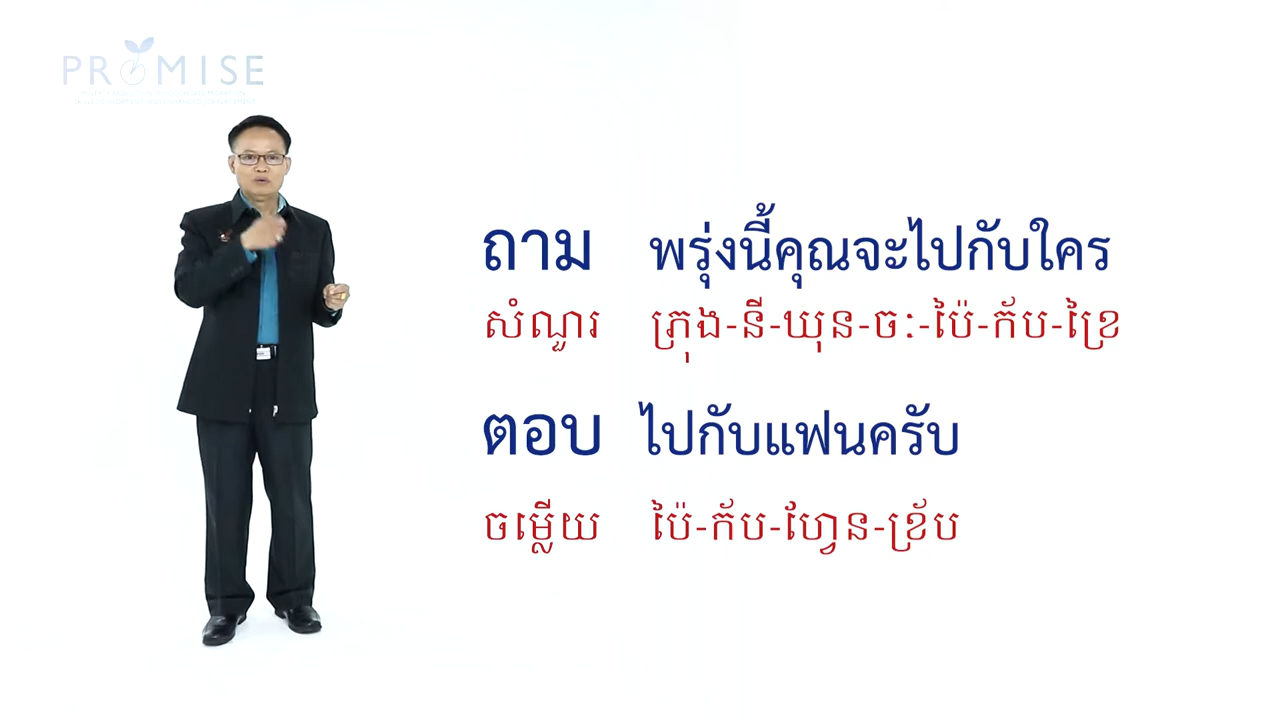 PROMISE
ถาม พรุ่งนี้คุณจะไปกับใคร
សំណួរ ភ្រុង-នី-ឃុន-ចៈ-ប៉ៃ-ក័ប-ខ្រៃ
ตอบ ไปกับแฟนครับ
ចម្លើយ ប៉ៃ-ក័ប-ហ្វែន-ខ្រ័ប